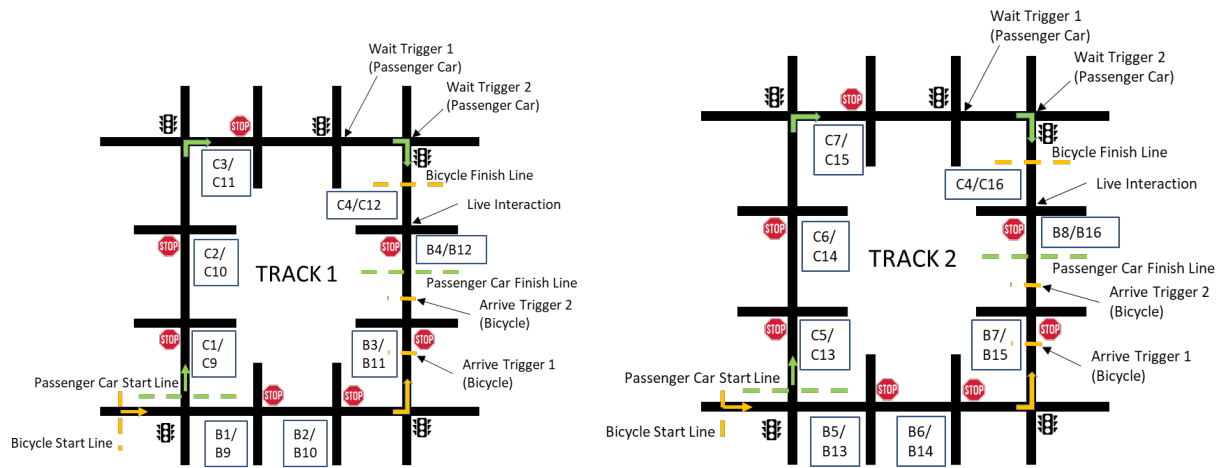 Wait Trigger 1
(Passenger Car)
Wait Trigger 2
(Passenger Car)
STOP
C3/
C11
Bicycle Finish Line
C4/C12
Live Interaction
STOP
C2/
C10
STOP
B4/B12
TRACK 1
Passenger Car Finish Line
Arrive Trigger 2
(Bicycle)
STOP
C1/
C9
B3/
B11
STOP
Arrive Trigger 1
(Bicycle)
Passenger Car Start Line
STOP
STOP
Bicycle Start Line
B1/
B9
B2/
B10
Wait Trigger 1
(Passenger Car)
Wait Trigger 2
(Passenger Car)
STOP
C7/
C15
Bicycle Finish Line
C4/C16
Live Interaction
STOP
C6/
C14
STOP
B8/B16
TRACK 2
Passenger Car Finish Line
Arrive Trigger 2
(Bicycle)
STOP
C5/
C13
B7/
B15
STOP
Arrive Trigger 1
(Bicycle)
Passenger Car Start Line
STOP
STOP
Bicycle Start Line
B5/
B13
B6/
B14